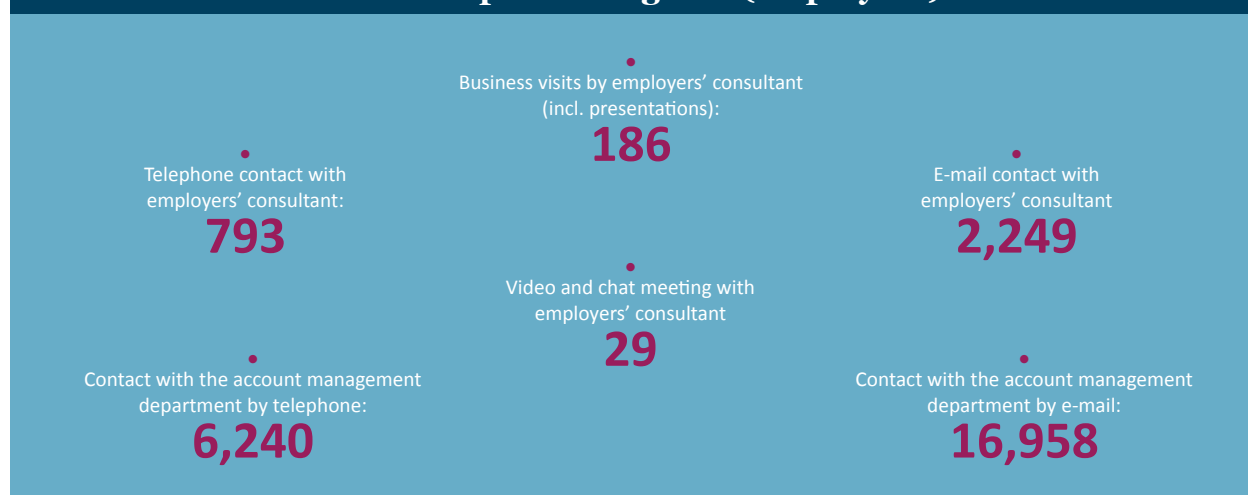 Business visits by employers’ consultant
(incl. presentations):
186
Telephone contact with
employers’ consultant:
793
E-mail contact with
employers’ consultant
2,249
Video and chat meeting with
employers’ consultant
29
Contact with the account management
department by telephone:
6,240
Contact with the account management
department by e-mail:
16,958